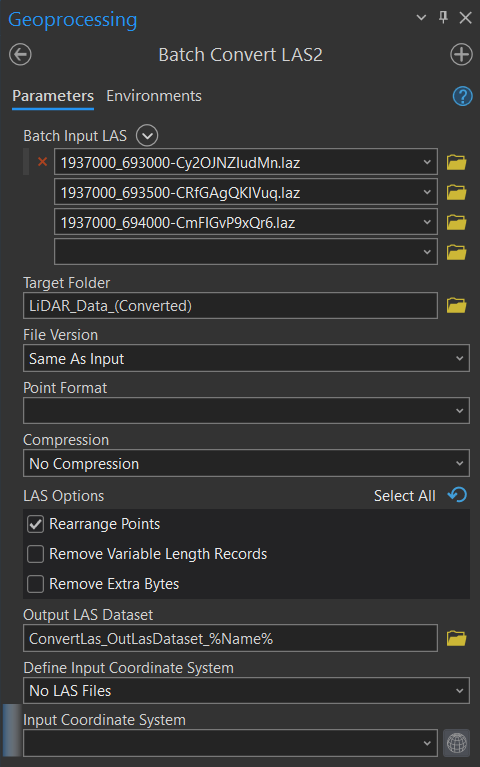 Geoprocessing
Batch Convert LAS2
Parameters Environments
Batch Input LAS
1937000_693000-Cy2OJNZIudMn.laz
1937000_693500-CRfGAgQKIVuq.laz
1937000_694000-CmFIGvP9xQr6.laz
Target Folder
LiDAR_Data_(Converted)
File Version
Same As Input
Point Format
Compression
No Compression
LAS Options Select All
Rearrange Points
Remove Variable Length Records
Remove Extra Bytes
Output LAS Dataset
ConvertLas_OutLasDataset_%Name%
Define Input Coordinate System
No LAS Files
Input Coordinate System